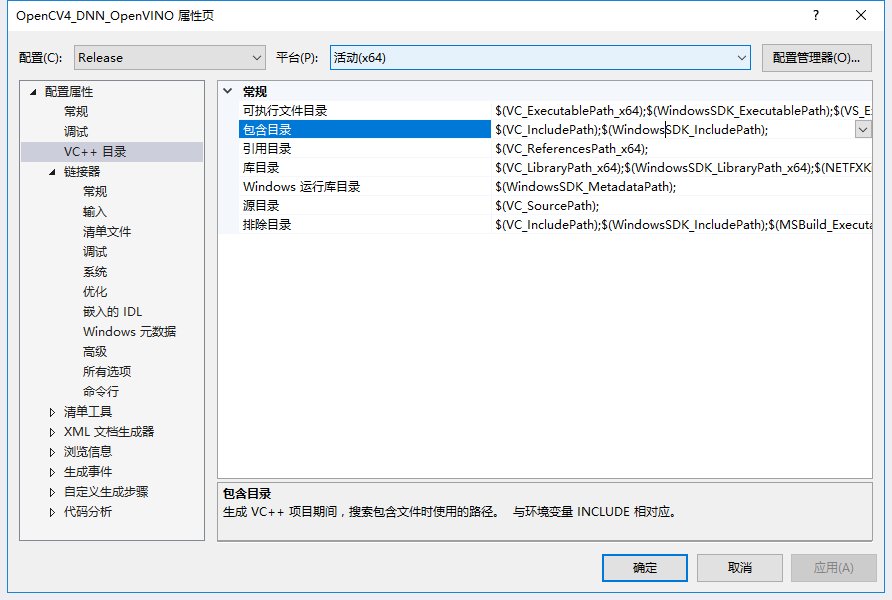 OpenCV4_DNN_OpenVINO 属性页
配置(C): Release 平台(P): 活动(x64) 配置管理器(O)...
配置属性
常规
调试
VC++ 目录
链接器
常规
输入
清单文件
调试
系统
优化
嵌入的 IDL
Windows 元数据
高级
所有选项
命令行
清单工具
XML 文档生成器
浏览信息
生成事件
自定义生成步骤
代码分析
常规
可执行文件目录 $(VC_ExecutablePath_x64);$(WindowsSDK_ExecutablePath);$(VS_E
包含目录 $(VC_IncludePath);$(WindowsSDK_IncludePath);
引用目录 $(VC_ReferencesPath_x64);
库目录 $(VC_LibraryPath_x64);$(WindowsSDK_LibraryPath_x64);$(NETFXK
Windows 运行库目录 $(WindowsSDK_MetadataPath);
源目录 $(VC_SourcePath);
排除目录 $(VC_IncludePath);$(WindowsSDK_IncludePath);$(MSBuild_Executa
包含目录
生成 VC++ 项目期间，搜索包含文件时使用的路径。 与环境变量 INCLUDE 相对应。
确定 取消 应用(A)